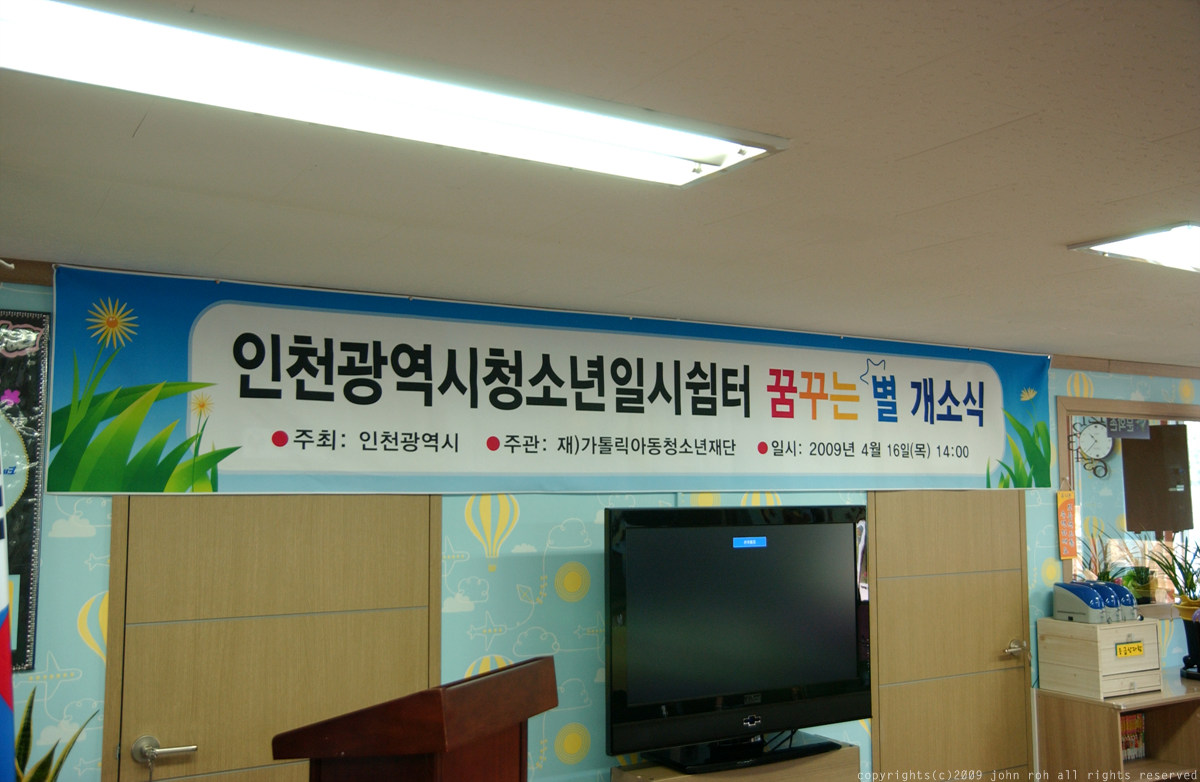 인천광역시청소년일시쉼터 꿈꾸는 별 개소식
●주최: 인천광역시 ●주관: 재)가톨릭아동청소년재단 ●일시: 2009년 4월 16일(목) 14:00
copyrights(c)2009 john roh all rights reserved